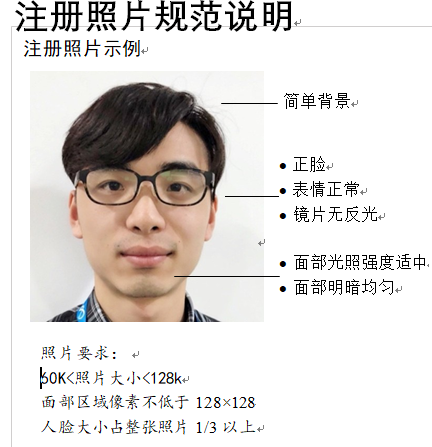 注册照片规范说明
注册照片示例
简单背景
• 正脸
• 表情正常
• 镜片无反光
• 面部光照强度适中
• 面部明暗均匀
照片要求：
60K<照片大小<128k
面部区域像素不低于 128×128
人脸大小占整张照片 1/3 以上